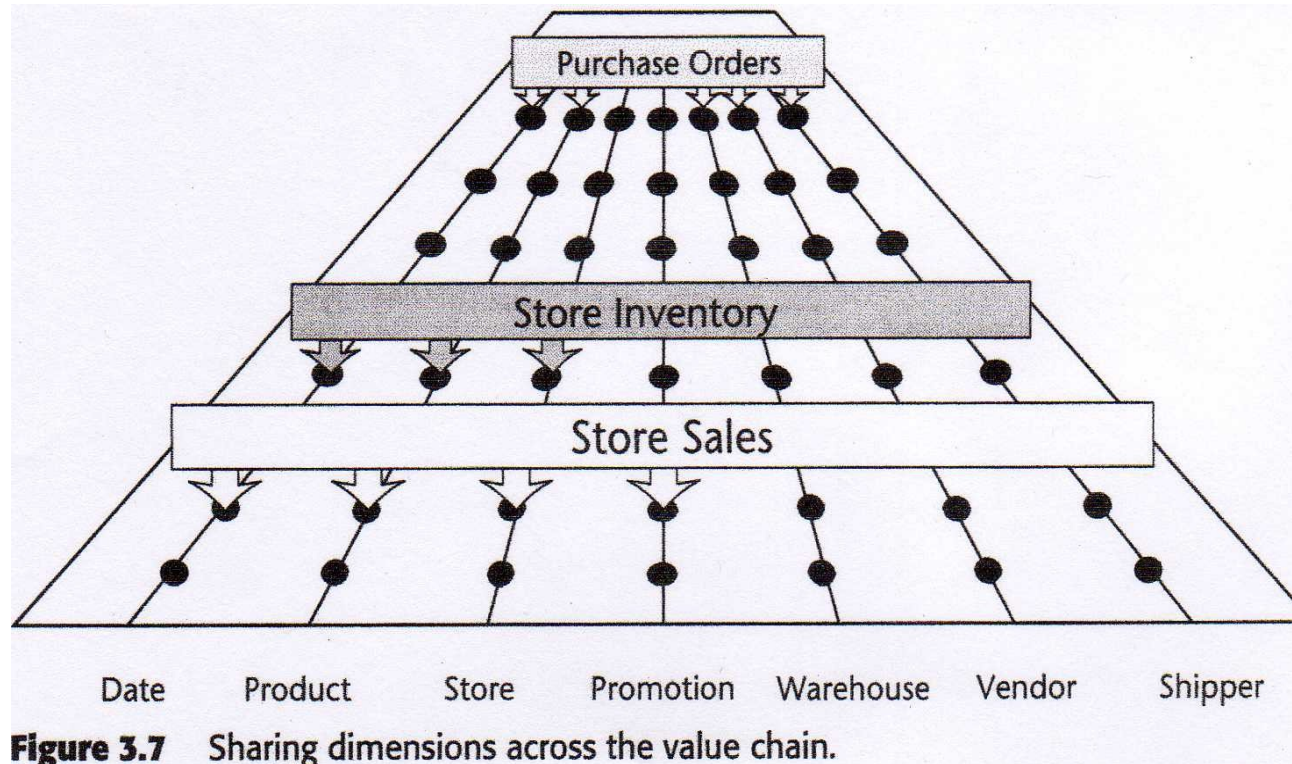 Purchase Orders
Store Inventory
Store Sales
Date Product Store Promotion Warehouse Vendor Shipper
Figure 3.7 Sharing dimensions across the value chain.